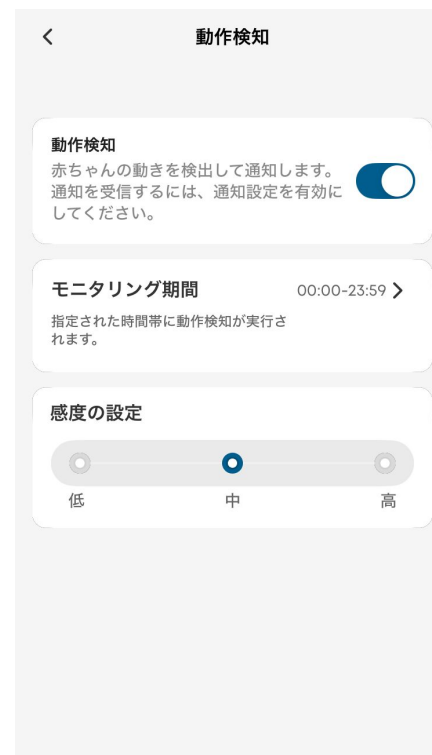 動作検知
動作検知
赤ちゃんの動きを検出して通知します。
通知を受信するには、通知設定を有効に
してください。
モニタリング期間 00:00-23:59
指定された時間帯に動作検知が実行さ
れます。
感度の設定
低 中 高